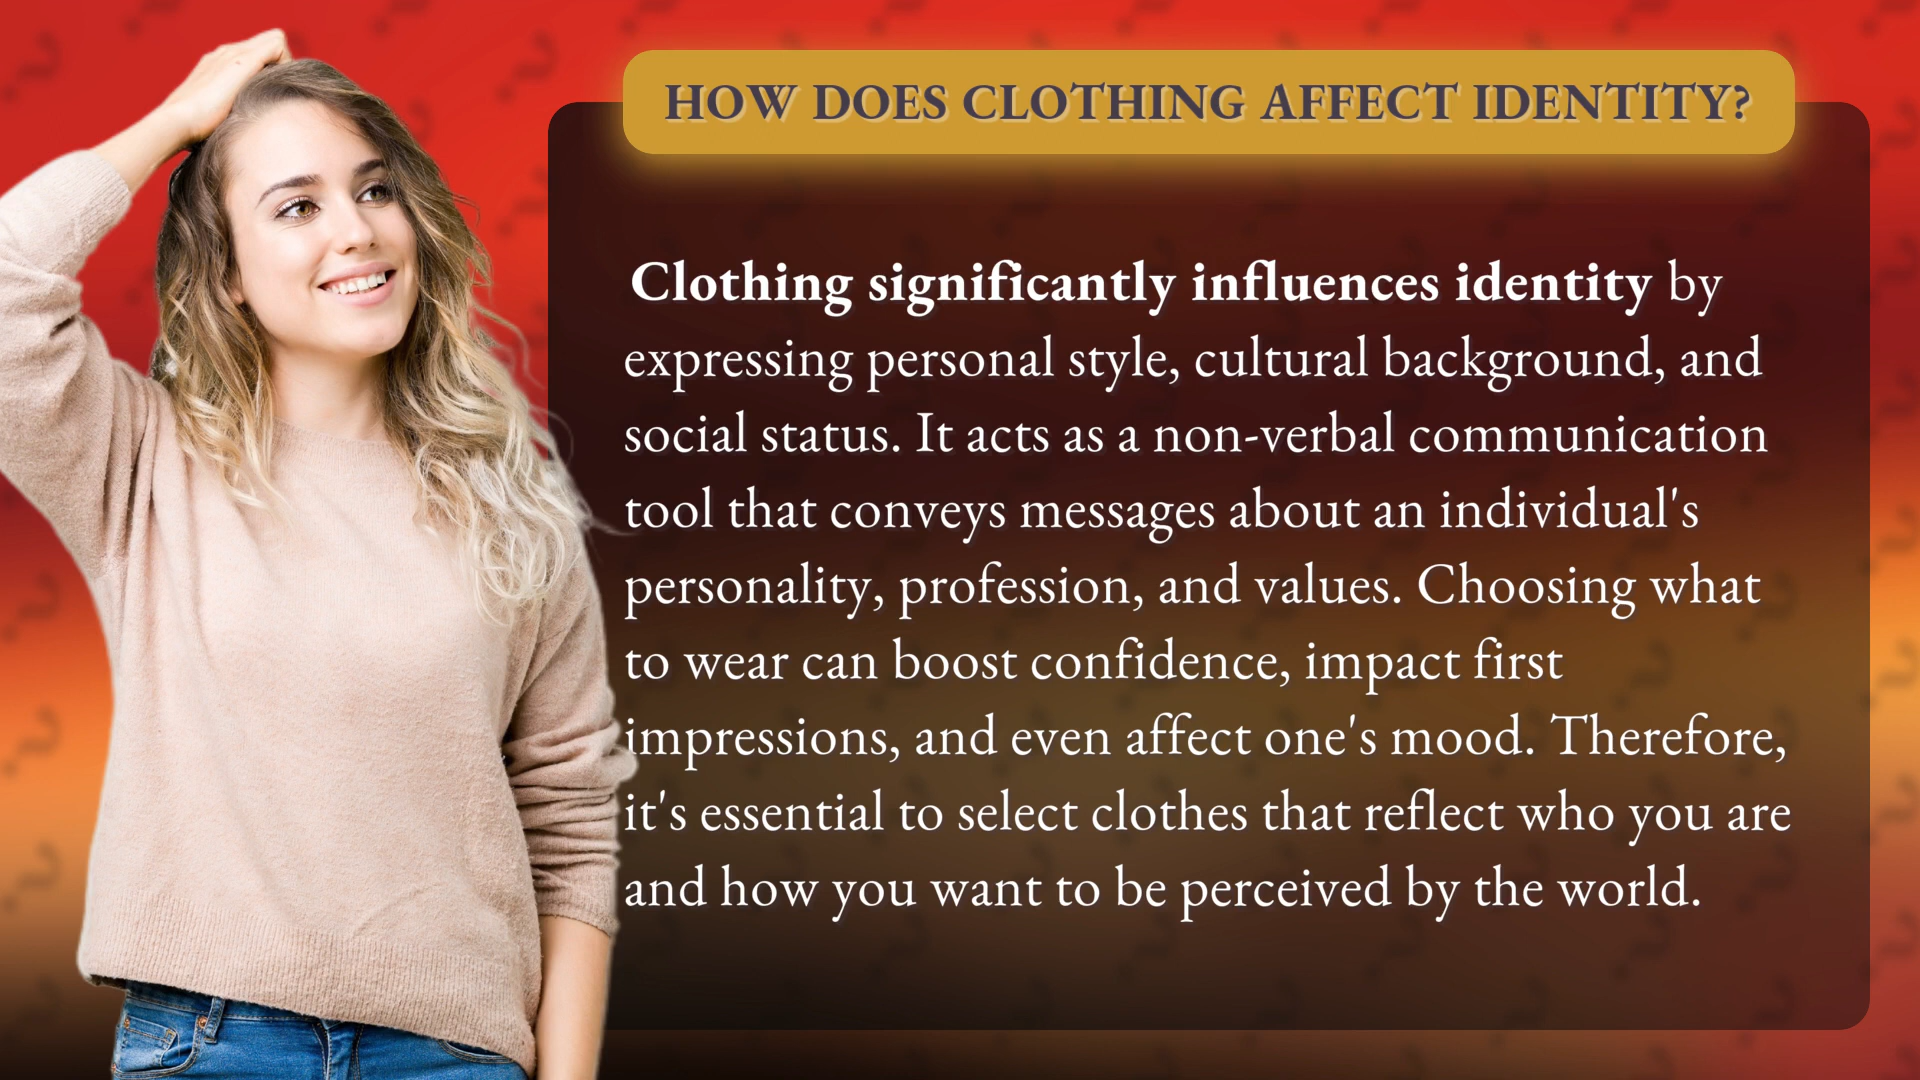 HOW DOES CLOTHING AFFECT IDENTITY?
Clothing significantly influences identity by
expressing personal style, cultural background, and
social status. It acts as a non-verbal communication
tool that conveys messages about an individual's
personality, profession, and values. Choosing what
to wear can boost confidence, impact first
impressions, and even affect one's mood. Therefore,
it's essential to select clothes that reflect who you are
and how you want to be perceived by the world.